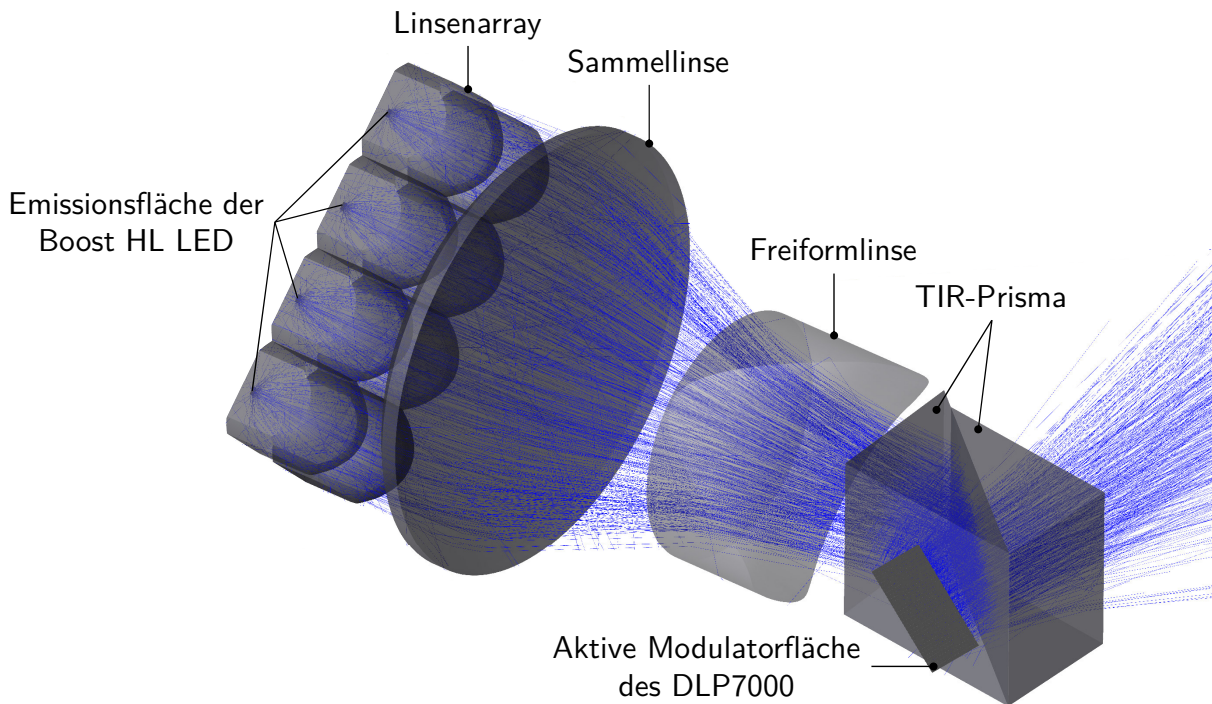 Linsenarray
Sammellinse
Emissionsfläche der
Boost HL LED
Freiformlinse
TIR-Prisma
Aktive Modulatorfläche
des DLP7000